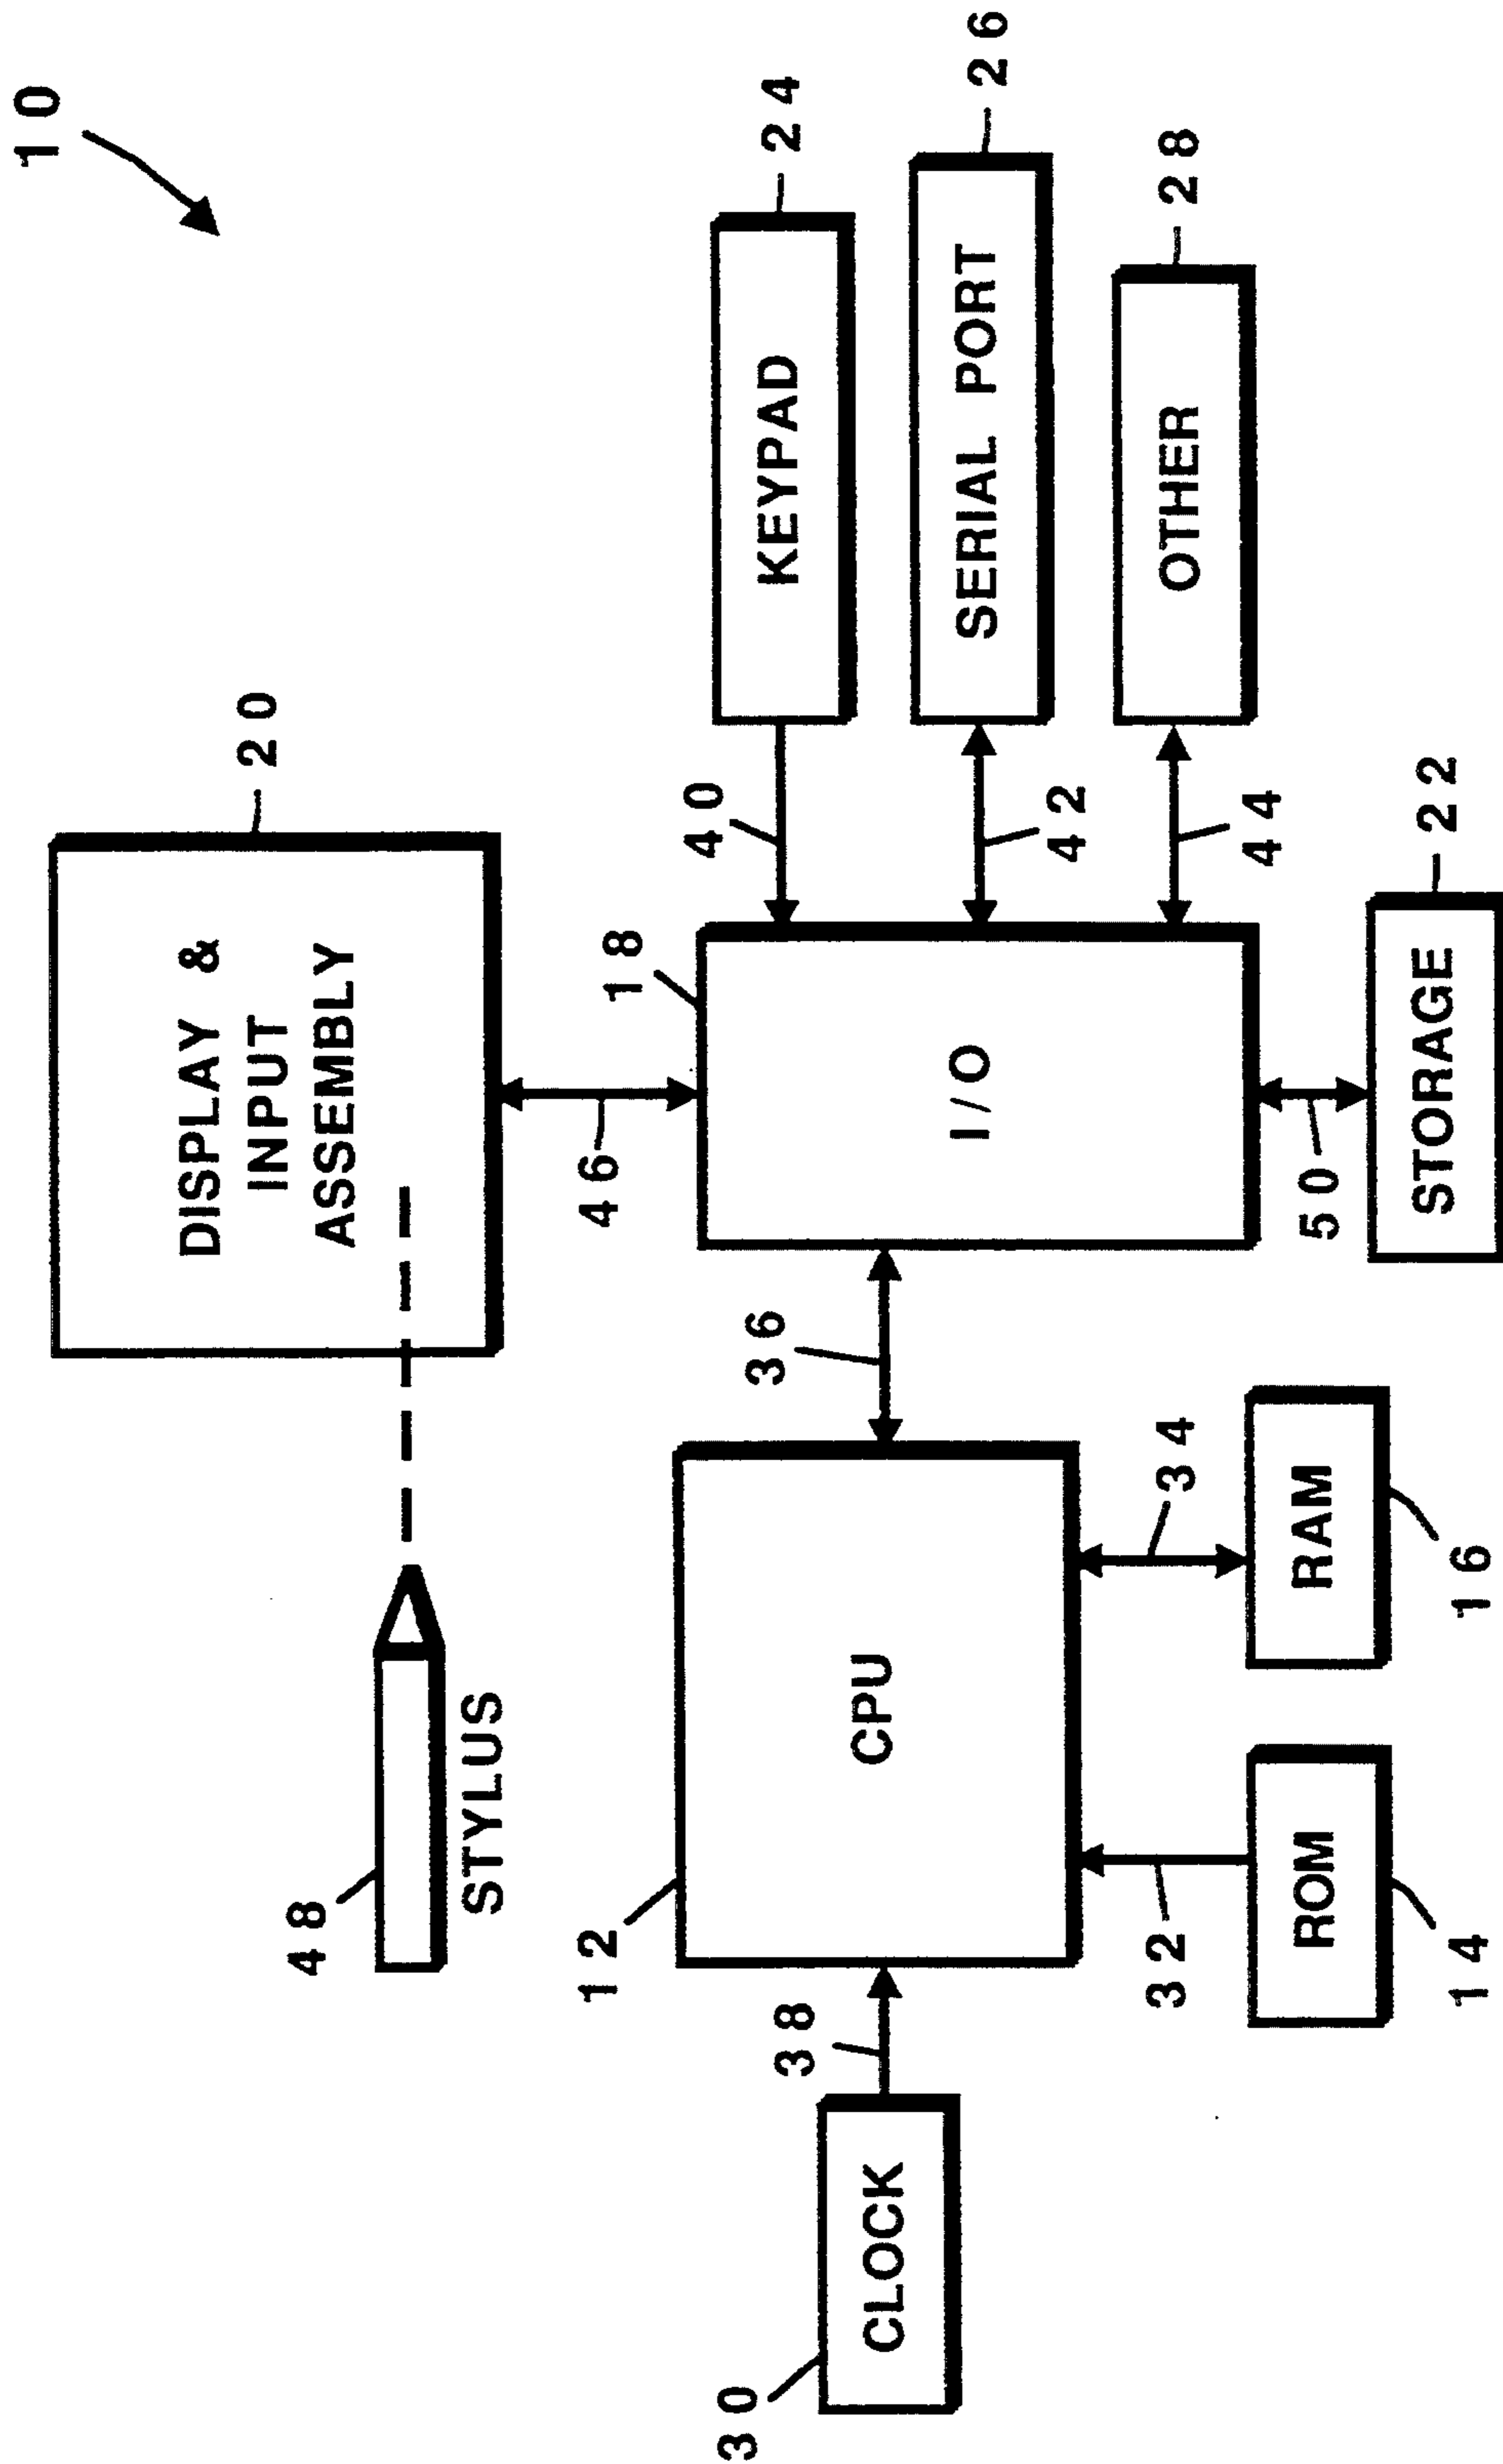 10
DISPLAY &
INPUT
ASSEMBLY
20
48
STYLUS
46
18
40
KEYPAD
24
12
CPU
36
I/O
42
SERIAL PORT
26
30
CLOCK
38
44
OTHER
28
32
34
50
ROM
RAM
STORAGE
22
14
16